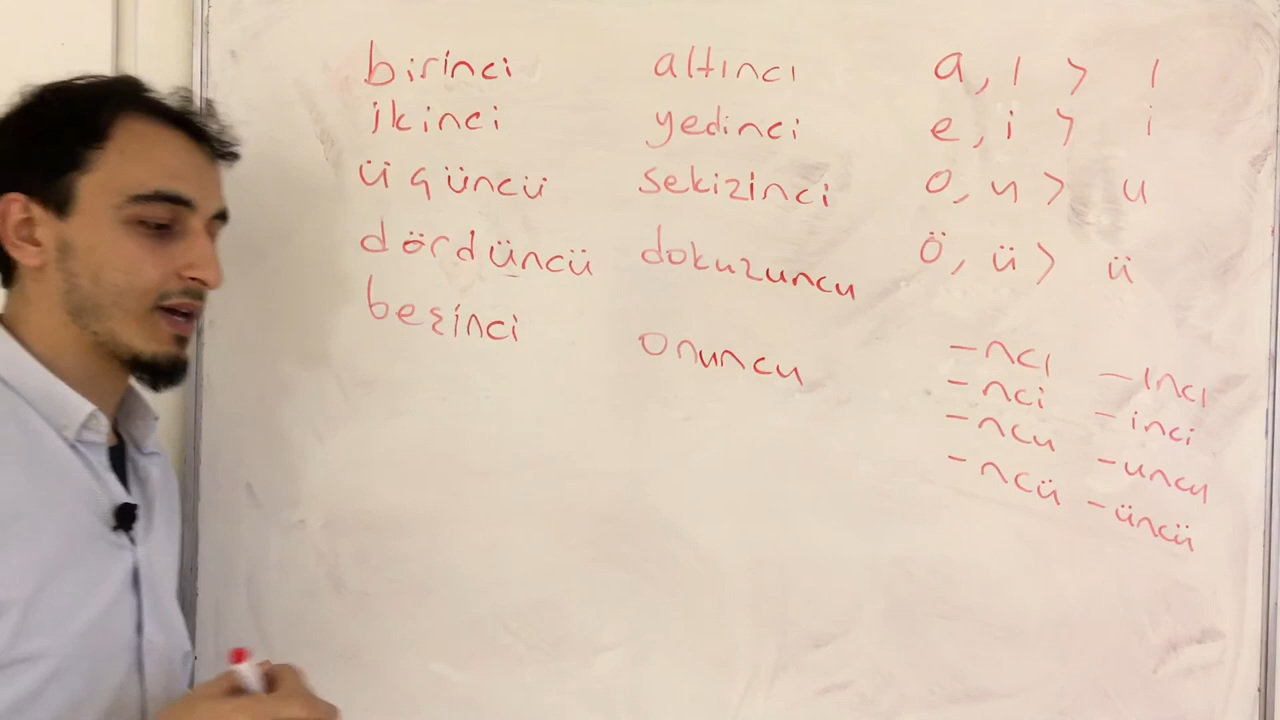 birinci
ikinci
üçüncü
dördüncü
beşinci
altıncı
yedinci
sekizinci
dokuzuncu
onuncu
a, ı > ı
e, i > i
o, u > u
ö, ü > ü
-ncı -ıncı
-nci -inci
-ncu -uncu
-ncü -üncü